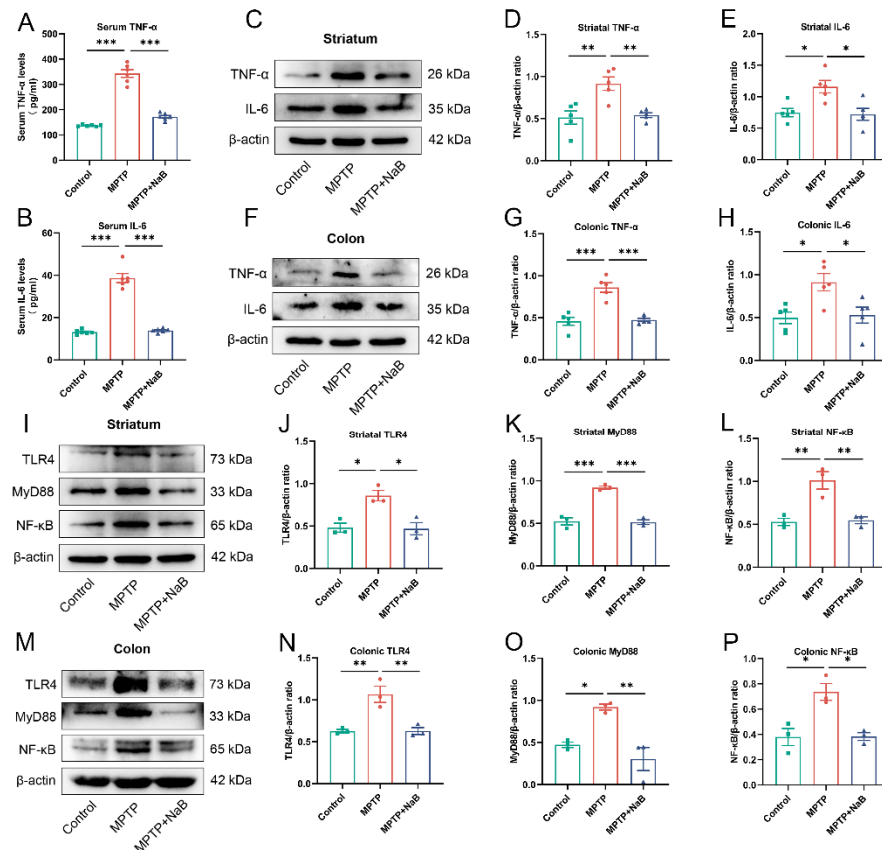 A
Serum TNF-α
***
***
Serum TNF-α levels
( pg/ml)
400
300
200
100
0
Control
MPTP
MPTP+NaB
C
Striatum
TNF-α
26 kDa
IL-6
35 kDa
β-actin
42 kDa
Control
MPTP
MPTP+NaB
D
Striatal TNF-α
**
**
TNF-α/β-actin ratio
1.5
1.0
0.5
0.0
Control
MPTP
MPTP+NaB
E
Striatal IL-6
*
*
IL-6/β-actin ratio
2.0
1.5
1.0
0.5
0.0
Control
MPTP
MPTP+NaB
B
Serum IL-6
***
***
Serum IL-6 levels
( pg/ml)
60
40
20
0
Control
MPTP
MPTP+NaB
F
Colon
TNF-α
26 kDa
IL-6
35 kDa
β-actin
42 kDa
Control
MPTP
MPTP+NaB
G
Colonic TNF-α
***
***
TNF-α/β-actin ratio
1.5
1.0
0.5
0.0
Control
MPTP
MPTP+NaB
H
Colonic IL-6
*
*
IL-6/β-actin ratio
1.5
1.0
0.5
0.0
Control
MPTP
MPTP+NaB
I
Striatum
TLR4
73 kDa
MyD88
33 kDa
NF-κB
65 kDa
β-actin
42 kDa
Control
MPTP
MPTP+NaB
J
Striatal TLR4
*
*
TLR4/β-actin ratio
1.5
1.0
0.5
0.0
Control
MPTP
MPTP+NaB
K
Striatal MyD88
***
***
MyD88/β-actin ratio
1.5
1.0
0.5
0.0
Control
MPTP
MPTP+NaB
L
Striatal NF-κB
**
**
NF-κB/β-actin ratio
1.5
1.0
0.5
0.0
Control
MPTP
MPTP+NaB
M
Colon
TLR4
73 kDa
MyD88
33 kDa
NF-κB
65 kDa
β-actin
42 kDa
Control
MPTP
MPTP+NaB
N
Colonic TLR4
**
**
TLR4/β-actin ratio
1.5
1.0
0.5
0.0
Control
MPTP
MPTP+NaB
O
Colonic MyD88
*
**
MyD88/β-actin ratio
1.5
1.0
0.5
0.0
Control
MPTP
MPTP+NaB
P
Colonic NF-κB
*
*
NF-κB/β-actin ratio
1.0
0.8
0.6
0.4
0.2
0.0
Control
MPTP
MPTP+NaB